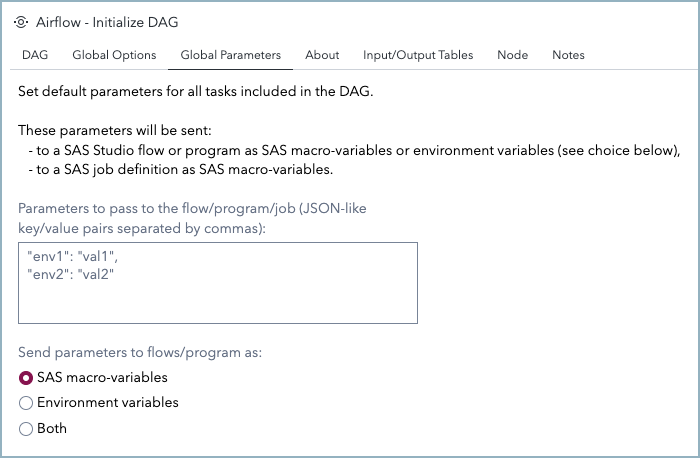 Airflow - Initialize DAG
DAG Global Options Global Parameters About Input/Output Tables Node Notes
Set default parameters for all tasks included in the DAG.
These parameters will be sent:
- to a SAS Studio flow or program as SAS macro-variables or environment variables (see choice below),
- to a SAS job definition as SAS macro-variables.
Parameters to pass to the flow/program/job (JSON-like
key/value pairs separated by commas):
"env1": "val1",
"env2": "val2"
Send parameters to flows/program as:
SAS macro-variables
Environment variables
Both